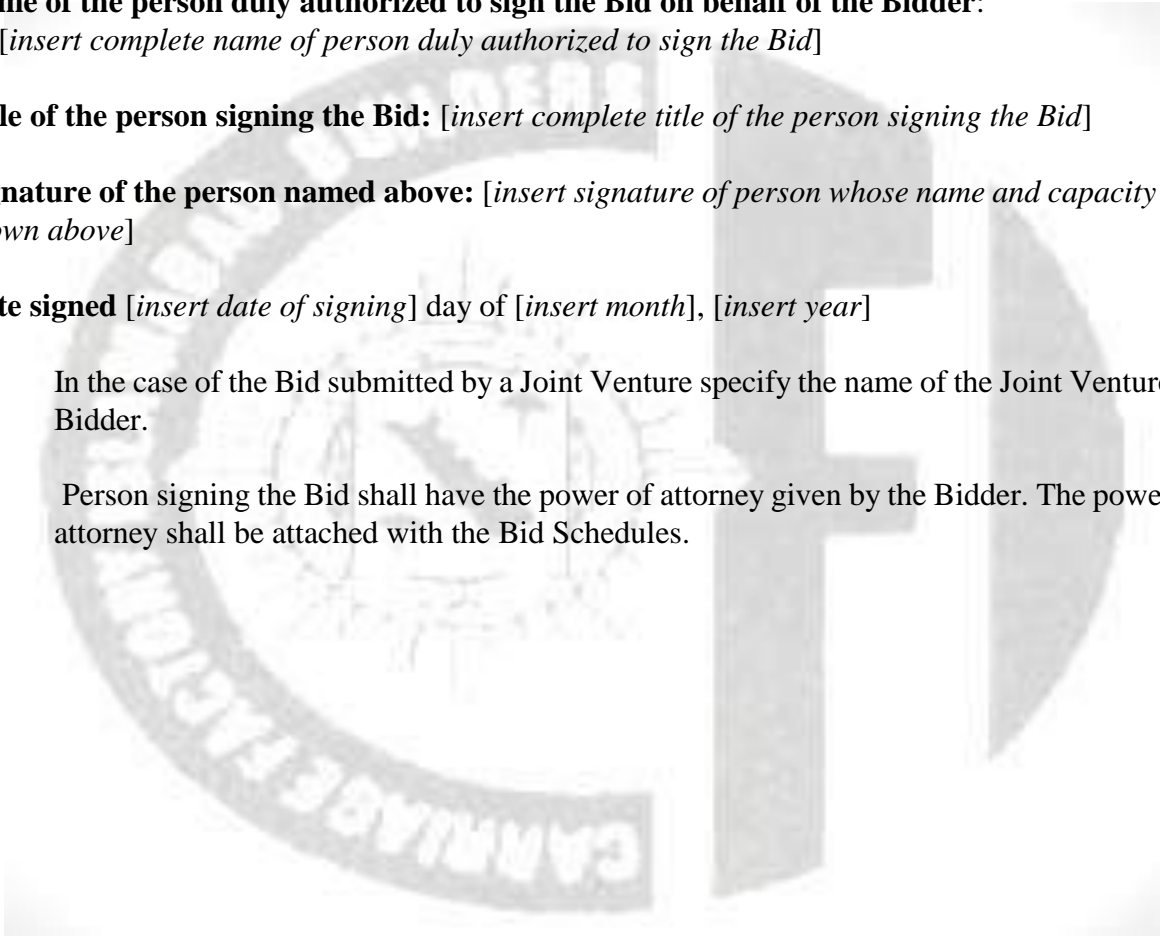 me of the person duly authorized to sign the Bid on behalf of the Bidder:
[insert complete name of person duly authorized to sign the Bid]
le of the person signing the Bid: [insert complete title of the person signing the Bid]
nature of the person named above: [insert signature of person whose name and capacity
own above]
te signed [insert date of signing] day of [insert month], [insert year]
In the case of the Bid submitted by a Joint Venture specify the name of the Joint Venture
Bidder.
Person signing the Bid shall have the power of attorney given by the Bidder. The power
attorney shall be attached with the Bid Schedules.
CARRIAGE FACTORY
BUILDERS